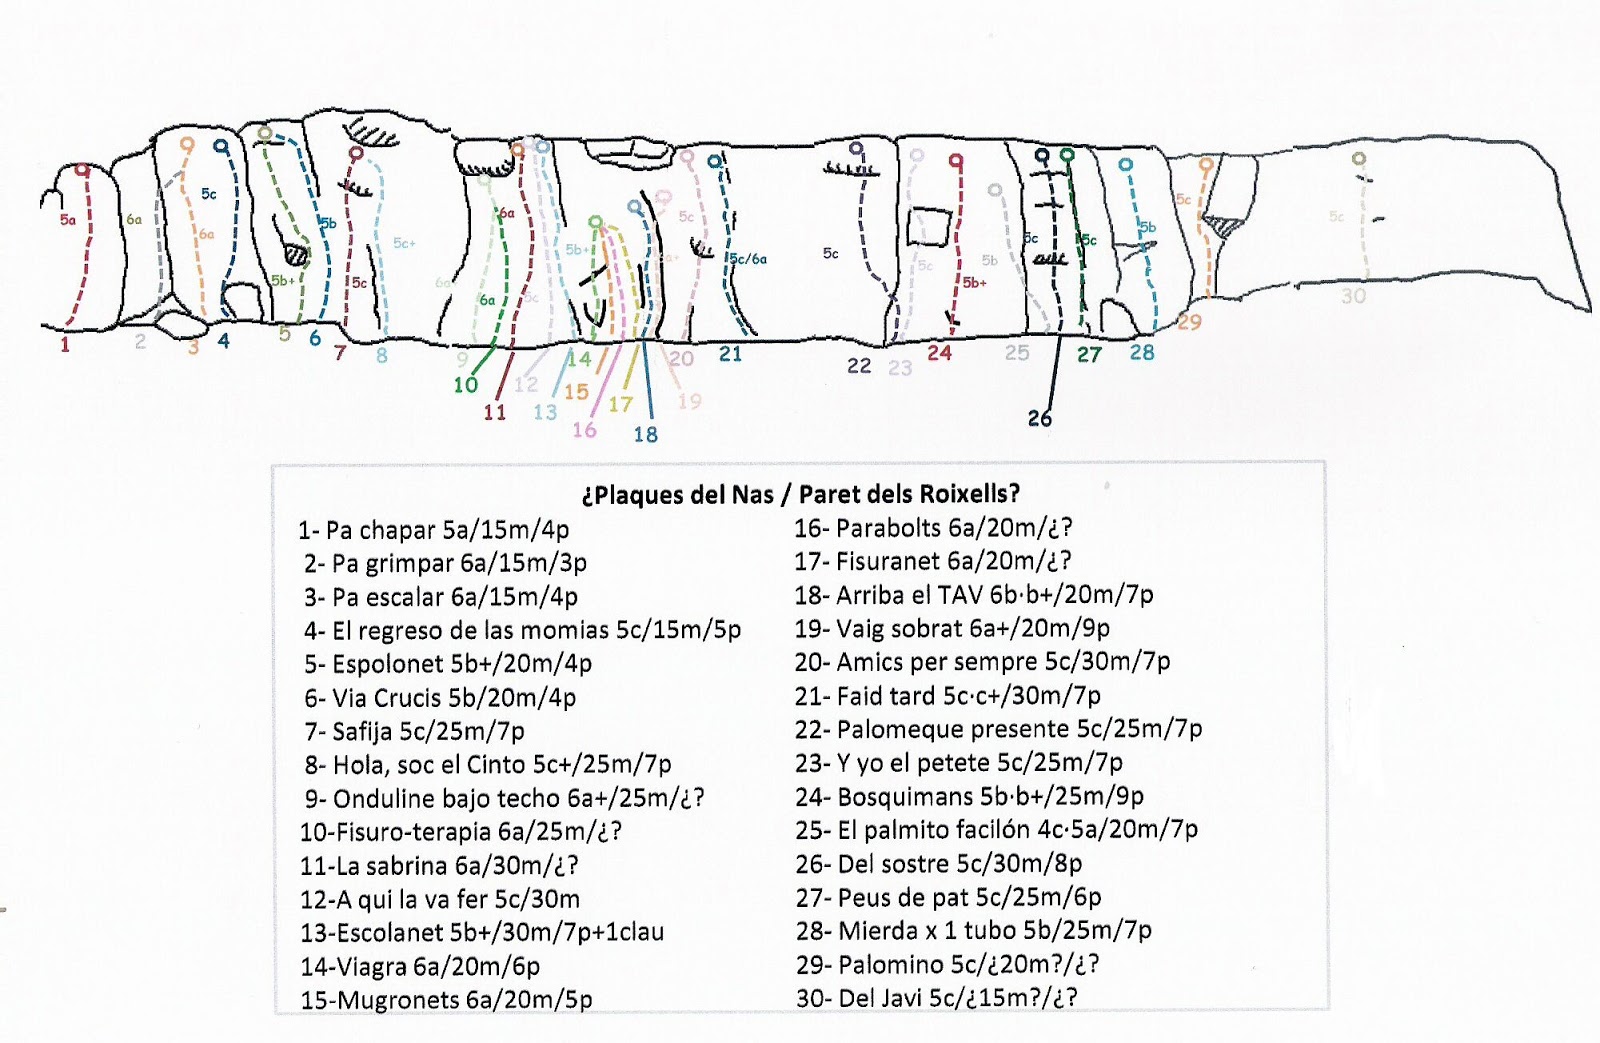 5a
6a
6a
5c
5b+
5b
5c
5c+
6a
6a
6a
5c
5b+
5c
5c/6a
5c
5c
5b+
5b
5c
5c
5b
5c
5c
1
2
3
4
5
6
7
8
9
10
11
12
13
14
15
16
17
18
19
20
21
22
23
24
25
26
27
28
29
30
¿Plaques del Nas / Paret dels Roixells?
1- Pa chapar 5a/15m/4p
2- Pa grimpar 6a/15m/3p
3- Pa escalar 6a/15m/4p
4- El regreso de las momias 5c/15m/5p
5- Espolonet 5b+/20m/4p
6- Via Crucis 5b/20m/4p
7- Safija 5c/25m/7p
8- Hola, soc el Cinto 5c+/25m/7p
9- Onduline bajo techo 6a+/25m/¿?
10-Fisuro-terapia 6a/25m/¿?
11-La sabrina 6a/30m/¿?
12-A qui la va fer 5c/30m
13-Escolanet 5b+/30m/7p+1clau
14-Viagra 6a/20m/6p
15-Mugronets 6a/20m/5p
16- Parabolts 6a/20m/¿?
17- Fisuranet 6a/20m/¿?
18- Arriba el TAV 6b·b+/20m/7p
19- Vaig sobrat 6a+/20m/9p
20- Amics per sempre 5c/30m/7p
21- Faid tard 5c·c+/30m/7p
22- Palomeque presente 5c/25m/7p
23- Y yo el petete 5c/25m/7p
24- Bosquimans 5b·b+/25m/9p
25- El palmito facilón 4c·5a/20m/7p
26- Del sostre 5c/30m/8p
27- Peus de pat 5c/25m/6p
28- Mierda x 1 tubo 5b/25m/7p
29- Palomino 5c/¿20m?/¿?
30- Del Javi 5c/¿15m?/¿?